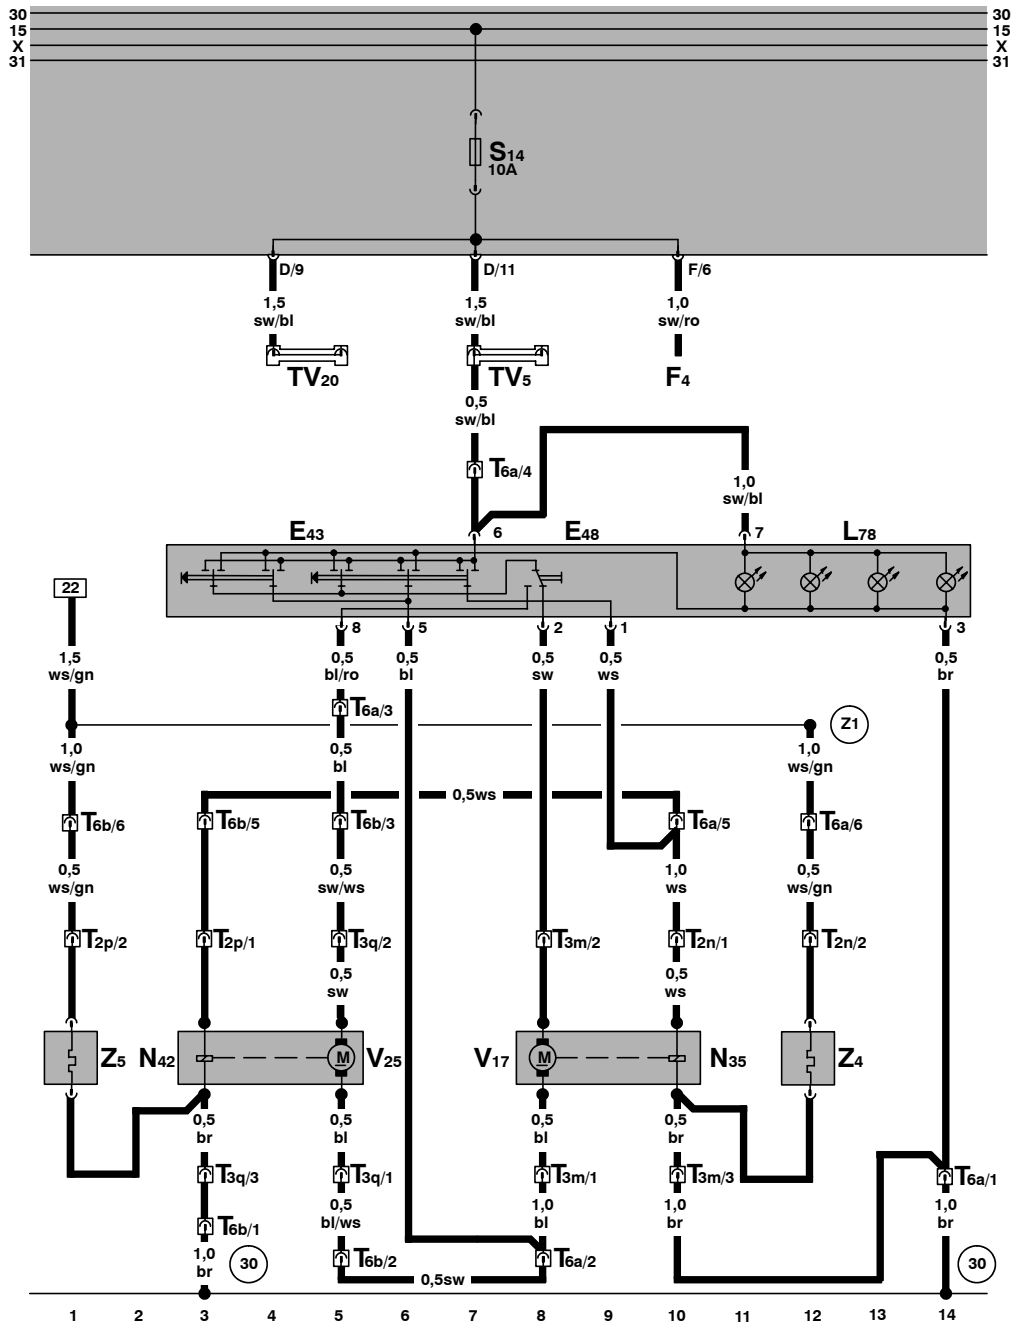 30 30
15 15
X X
31 31
S14
10A
D/9 D/11 F/6
1,5 1,5 1,0
sw/bl sw/bl sw/ro
TV20 TV5 F4
0,5
sw/bl
T6a/4
1,0
sw/bl
E43 6 E48 7 L78
22
8 5 2 1 3
1,5 0,5 0,5 0,5 0,5 0,5
ws/gn bl/ro bl sw ws br
T6a/3
Z1
1,0 0,5 1,0
ws/gn bl ws/gn
0,5ws
T6b/6 T6b/5 T6b/3 T6a/5 T6a/6
0,5 0,5 1,0 0,5
ws/gn sw/ws ws ws/gn
T2p/2 T2p/1 T3q/2 T3m/2 T2n/1 T2n/2
0,5 0,5
sw ws
Z5 N42 M V25 V17 M N35 Z4
0,5 0,5 0,5 0,5
br bl bl br
T3q/3 T3q/1 T3m/1 T3m/3 T6a/1
0,5 1,0 1,0 1,0
bl/ws bl br br
T6b/1
1,0 30 T6b/2 T6a/2 30
br
0,5sw
1 2 3 4 5 6 7 8 9 10 11 12 13 14